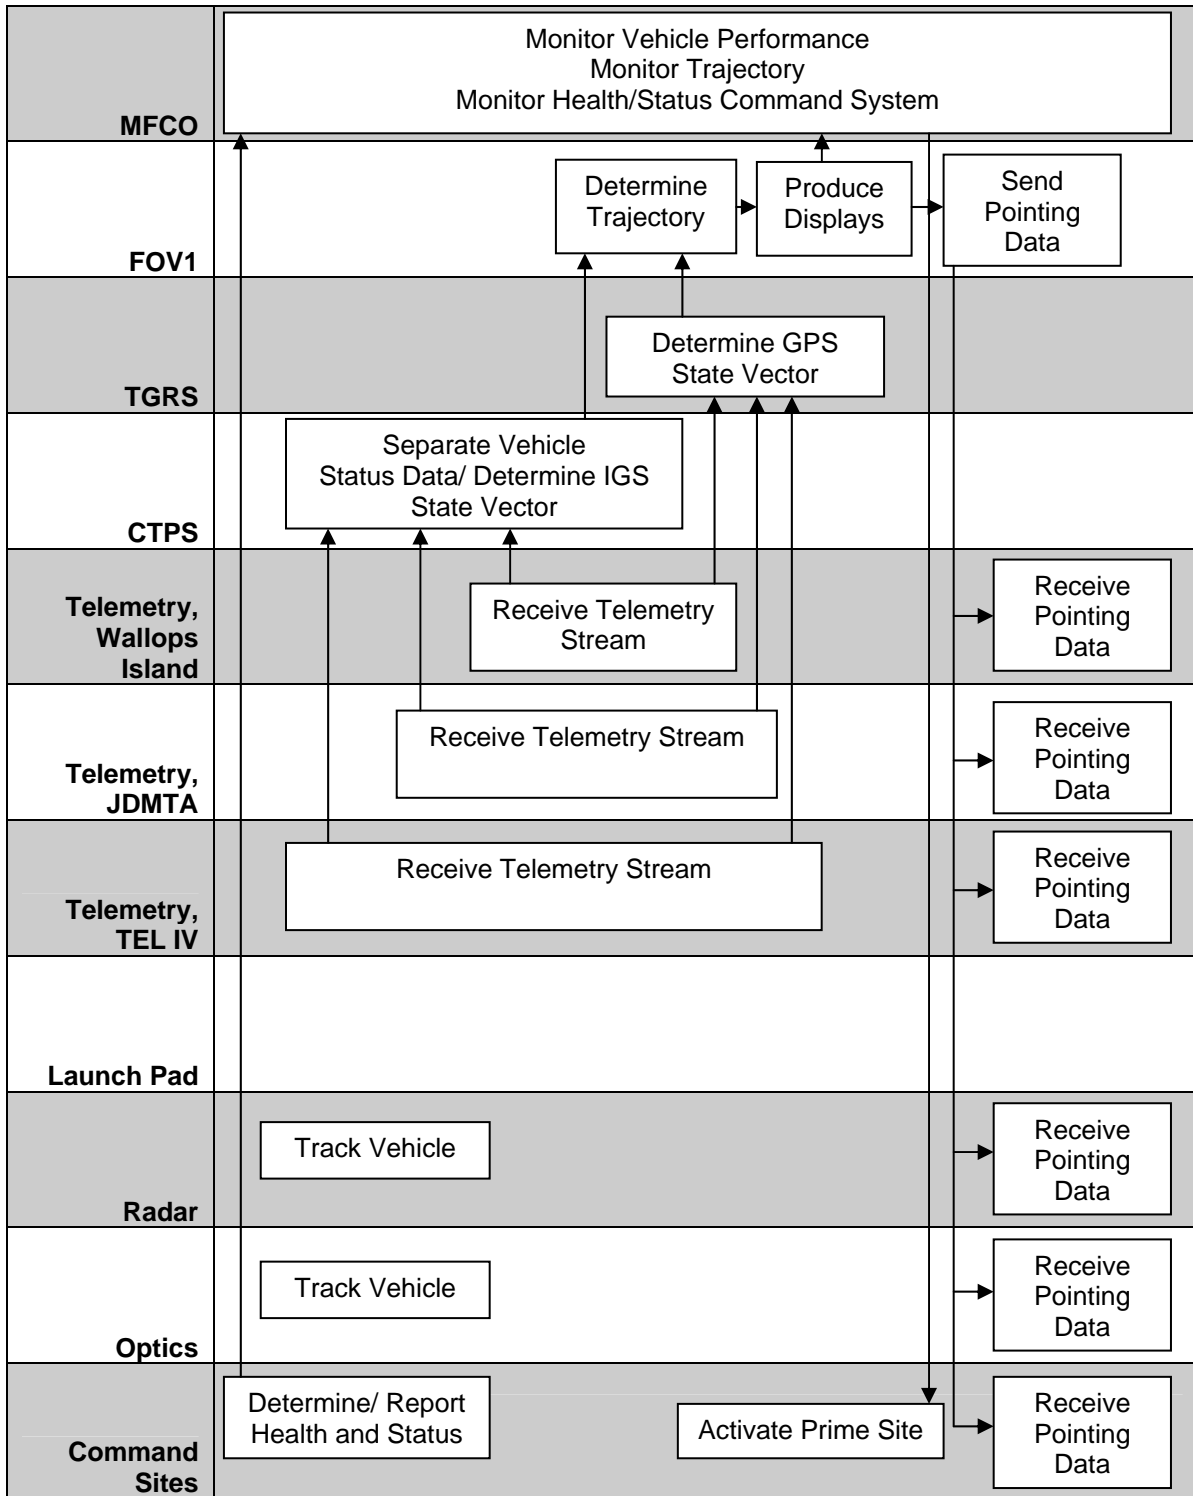 Monitor Vehicle Performance
Monitor Trajectory
Monitor Health/Status Command System
MFCO
Determine
Trajectory
Produce
Displays
Send
Pointing
Data
FOV1
Determine GPS
State Vector
TGRS
Separate Vehicle
Status Data/ Determine IGS
State Vector
CTPS
Telemetry,
Wallops
Island
Receive Telemetry
Stream
Receive
Pointing
Data
Telemetry,
JDMTA
Receive Telemetry Stream
Receive
Pointing
Data
Telemetry,
TEL IV
Receive Telemetry Stream
Receive
Pointing
Data
Launch Pad
Track Vehicle
Receive
Pointing
Data
Radar
Track Vehicle
Receive
Pointing
Data
Optics
Determine/ Report
Health and Status
Activate Prime Site
Receive
Pointing
Data
Command
Sites